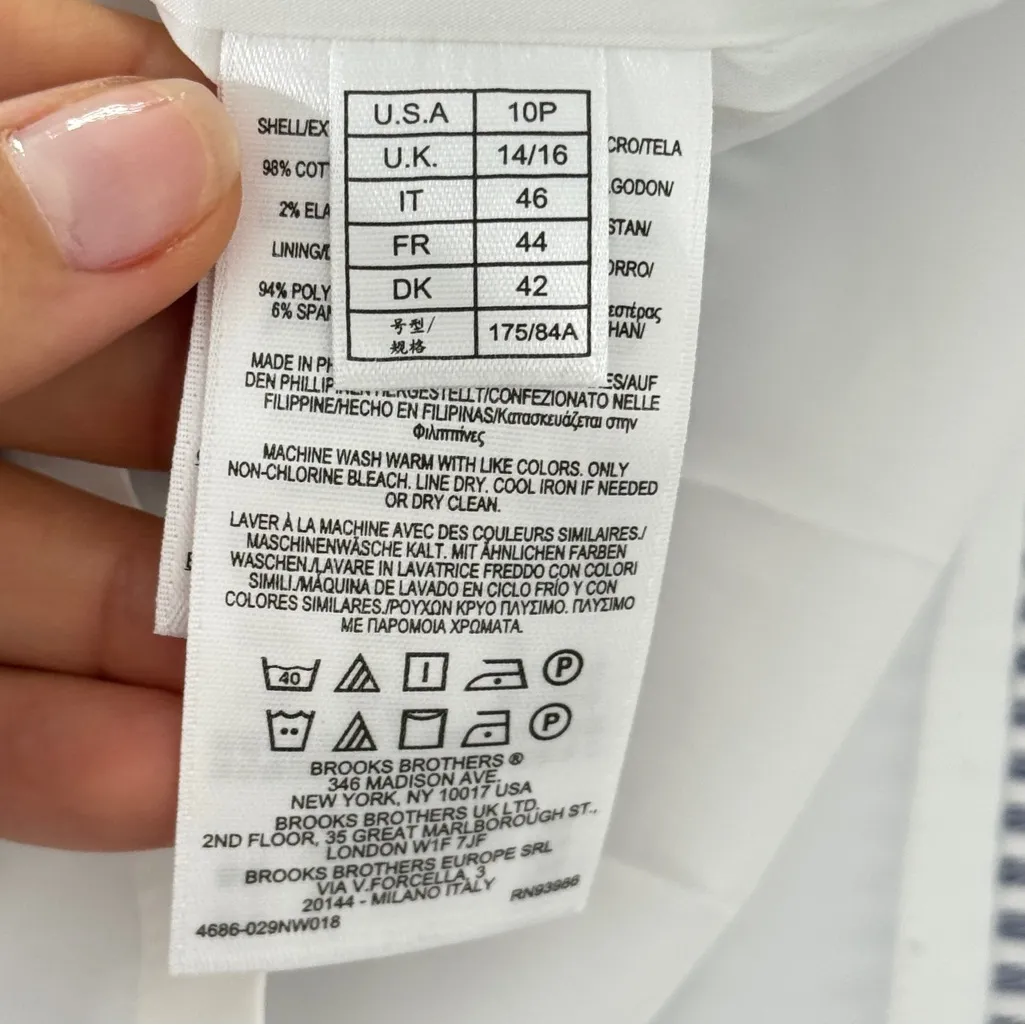 U.S.A 10P
U.K. 14/16
IT 46
FR 44
DK 42
号型/ 175/84A
规格
SHELL/EX CRO/TELA
98% COT GODON/
2% ELA STAN/
LINING/ ORRO/
94% POLY εστέρας
6% SPA HAN/
MADE IN PH ES/AUF
DEN PHILLIP HERGESTELLT/CONFEZIONATO NELLE
FILIPPINE/HECHO EN FILIPINAS/Κατασκευάζεται στην
Φιλιππίνες
MACHINE WASH WARM WITH LIKE COLORS. ONLY
NON-CHLORINE BLEACH. LINE DRY. COOL IRON IF NEEDED
OR DRY CLEAN.
LAVER À LA MACHINE AVEC DES COULEURS SIMILAIRES./
MASCHINENWÄSCHE KALT. MIT ÄHNLICHEN FARBEN
WASCHEN./LAVARE IN LAVATRICE FREDDO CON COLORI
SIMILI./MÁQUINA DE LAVADO EN CICLO FRÍO Y CON
COLORES SIMILARES./ΡΟΥΧΩΝ ΚΡΥΟ ΠΛΥΣΙΜΟ. ΠΛΥΣΙΜΟ
ΜΕ ΠΑΡΟΜΟΙΑ ΧΡΩΜΑΤΑ.
40 P
P
BROOKS BROTHERS ®
346 MADISON AVE.
NEW YORK, NY 10017 USA
BROOKS BROTHERS UK LTD.
2ND FLOOR, 35 GREAT MARLBOROUGH ST.,
LONDON W1F 7JF
BROOKS BROTHERS EUROPE SRL
VIA V.FORCELLA, 3
20144 - MILANO ITALY
RN93986
4686-029NW018